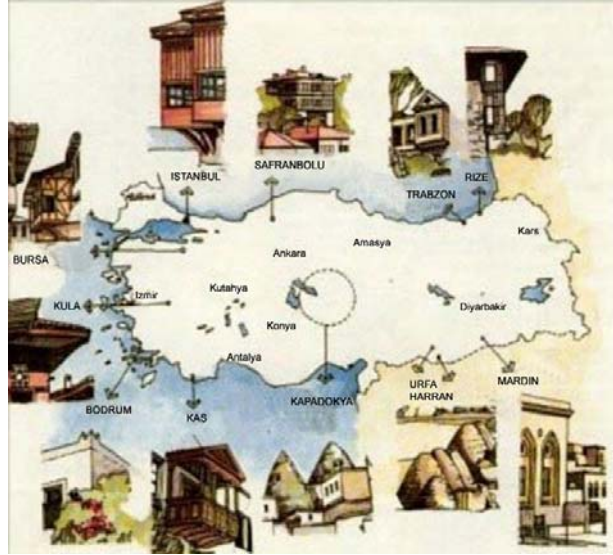 ISTANBUL
SAFRANBOLU
TRABZON
RIZE
Edirne
BURSA
Ankara
Amasya
Kars
KULA
Izmir
Kutahya
Diyarbakir
Konya
Antalya
BODRUM
KAS
KAPADOKYA
URFA
HARRAN
MARDIN